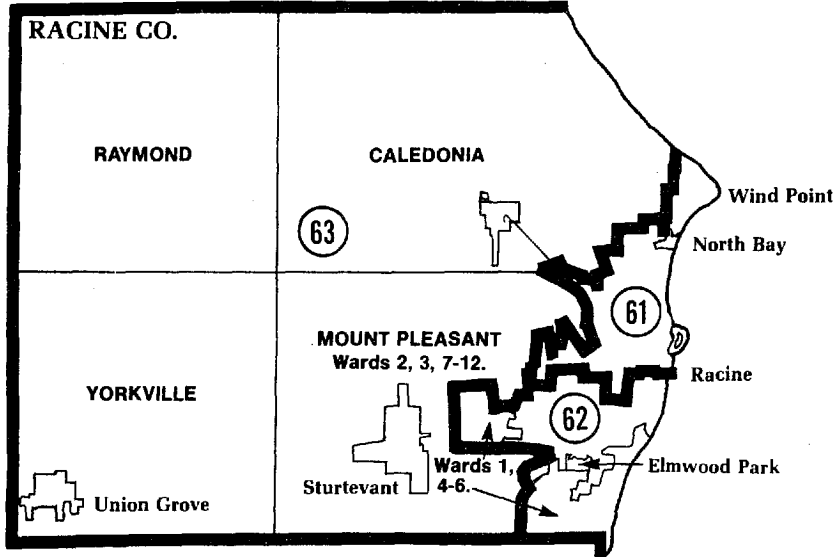 RACINE CO.
RAYMOND
CALEDONIA
Wind Point
63
North Bay
61
MOUNT PLEASANT
Wards 2, 3, 7-12.
Racine
YORKVILLE
62
Wards 1,
4-6.
Elmwood Park
Sturtevant
Union Grove